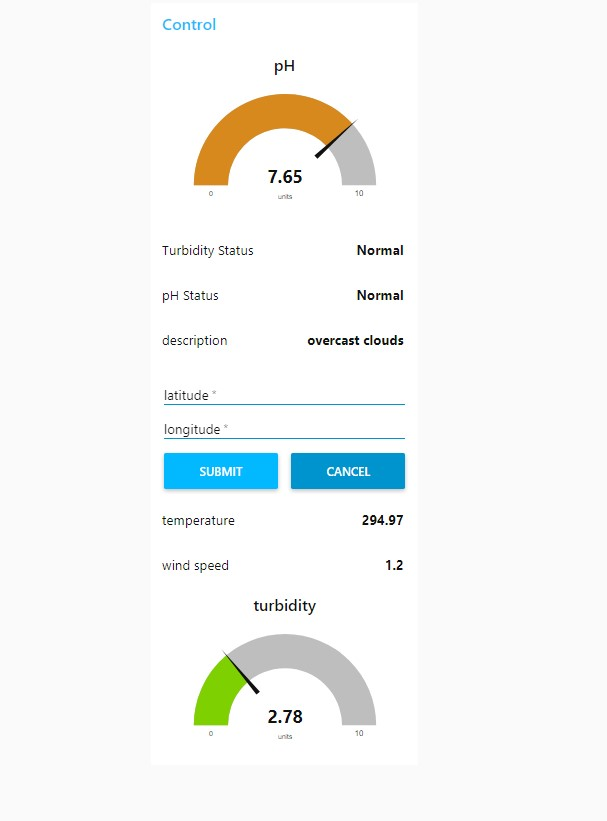 Control
pH
7.65
0 units 10
Turbidity Status Normal
pH Status Normal
description overcast clouds
latitude *
longitude *
SUBMIT CANCEL
temperature 294.97
wind speed 1.2
turbidity
2.78
0 units 10